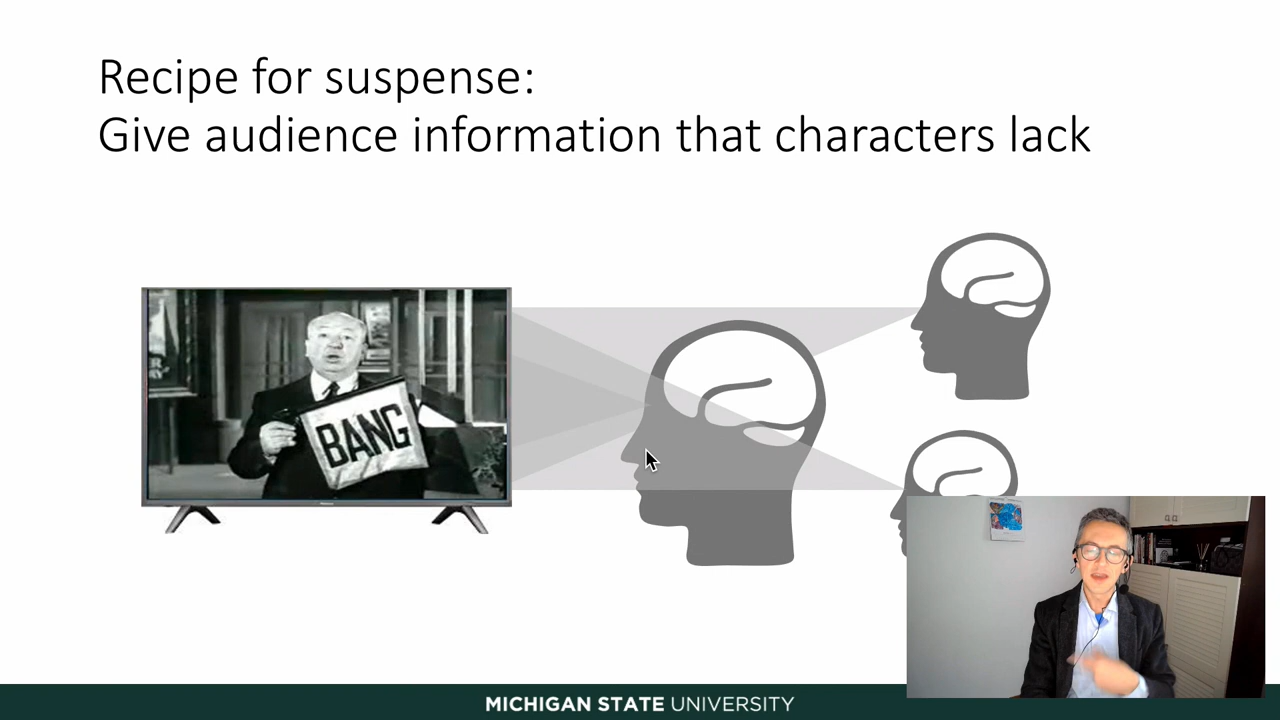 Recipe for suspense:
Give audience information that characters lack
BANG
MICHIGAN STATE UNIVERSITY